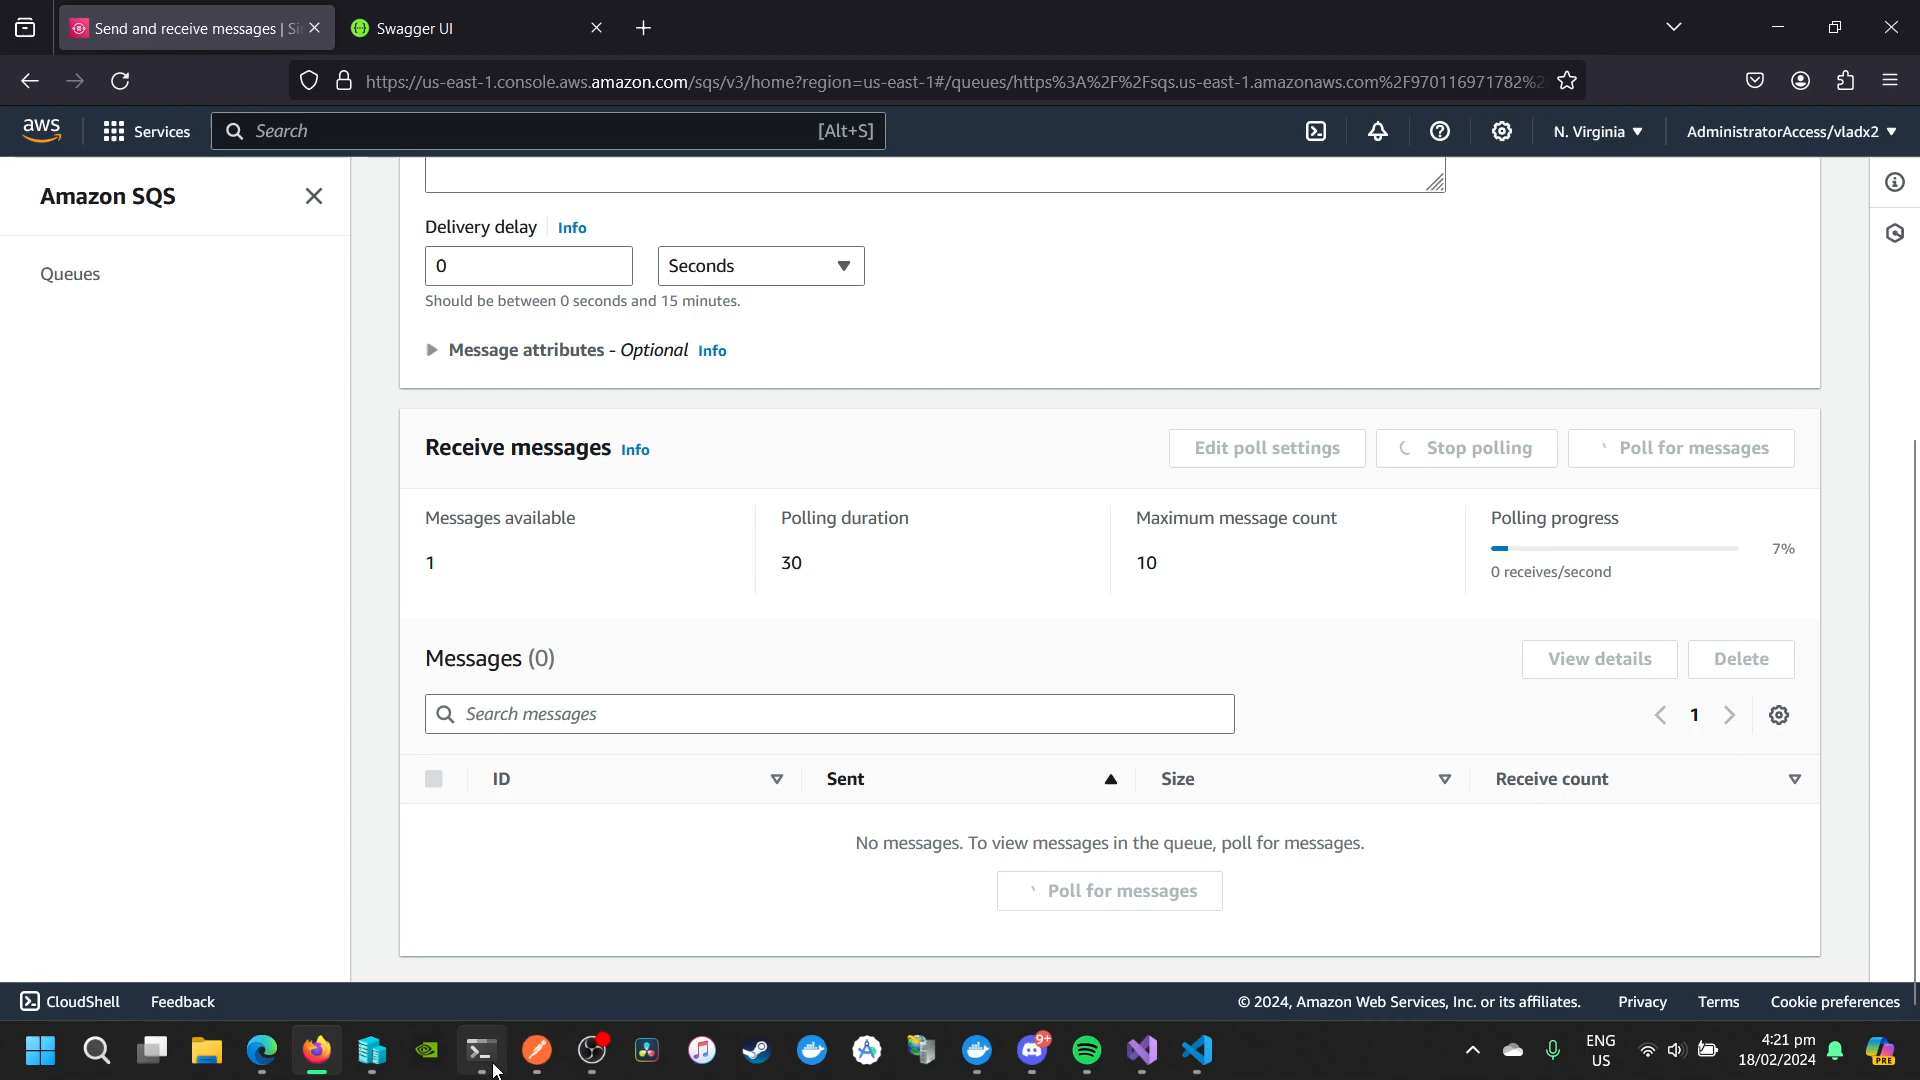 Send and receive messages | Si
Swagger UI
https://us-east-1.console.aws.amazon.com/sqs/v3/home?region=us-east-1#/queues/https%3A%2F%2Fsqs.us-east-1.amazonaws.com%2F970116971782%2
aws
Services
Search
[Alt+S]
N. Virginia
AdministratorAccess/vladx2
Amazon SQS
Queues
Delivery delay
Info
0
Seconds
Should be between 0 seconds and 15 minutes.
Message attributes - Optional Info
Receive messages Info
Edit poll settings
Stop polling
Poll for messages
Messages available
1
Polling duration
30
Maximum message count
10
Polling progress
7%
0 receives/second
Messages (0)
View details
Delete
Search messages
1
ID
Sent
Size
Receive count
No messages. To view messages in the queue, poll for messages.
Poll for messages
CloudShell
Feedback
© 2024, Amazon Web Services, Inc. or its affiliates.
Privacy
Terms
Cookie preferences
9+
ENG
US
4:21 pm
18/02/2024
PRE